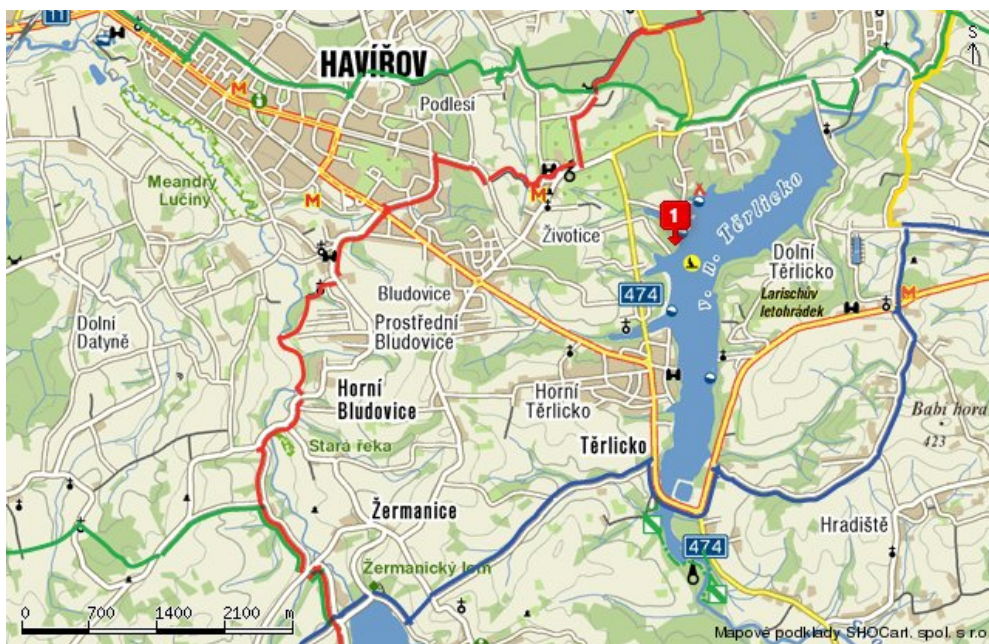 11
S
HAVÍŘOV
M
Podlesí
Meandry
Lučiny
M
M
1
Životice
v. n. Těrlicko
Dolní
Těrlicko
474
Larischův
letohrádek
M
Bludovice
Prostřední
Bludovice
Dolní
Datyně
Horní
Bludovice
Horní
Těrlicko
Babí hora
423
Stará řeka
Těrlicko
Žermanice
Hradiště
474
Žermanický lom
0 700 1400 2100 m
Mapové podklady SHOCart. spol. s r.o